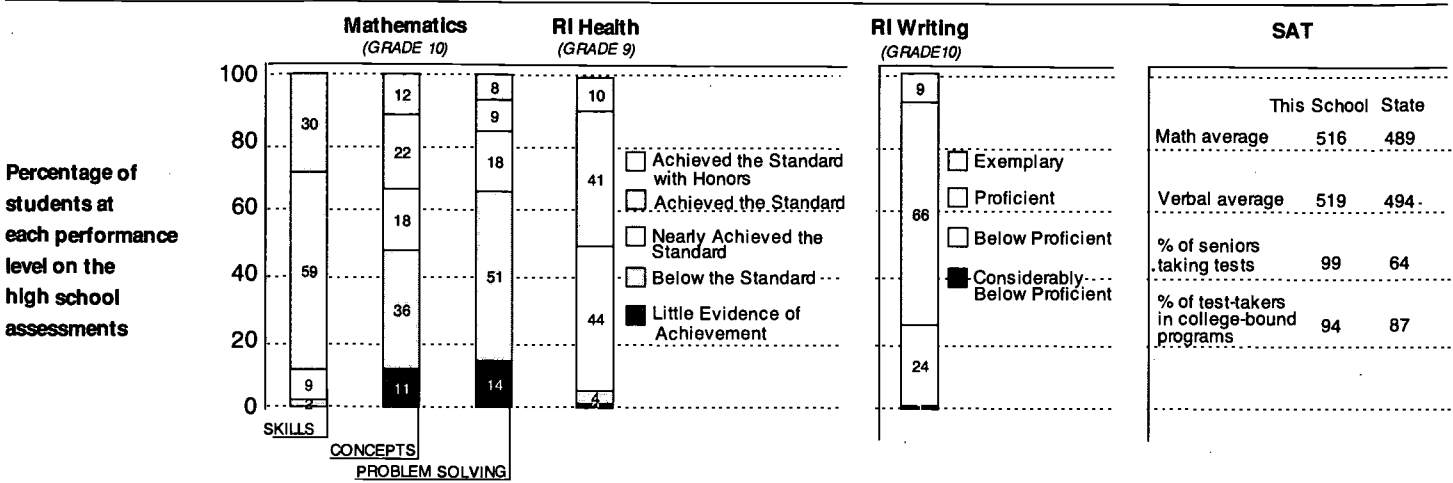 Mathematics
(GRADE 10)
RI Health
(GRADE 9)
RI Writing
(GRADE10)
SAT
Percentage of
students at
each performance
level on the
high school
assessments
100
80
60
40
20
0
30
59
9
2
SKILLS
12
22
18
36
11
CONCEPTS
8
9
18
51
14
PROBLEM SOLVING
10
41
44
4
Achieved the Standard
with Honors
Achieved the Standard
Nearly Achieved the
Standard
Below the Standard
Little Evidence of
Achievement
9
66
24
Exemplary
Proficient
Below Proficient
Considerably
Below Proficient
This School State
Math average 516 489
Verbal average 519 494
% of seniors
taking tests 99 64
% of test-takers
in college-bound 94 87
programs